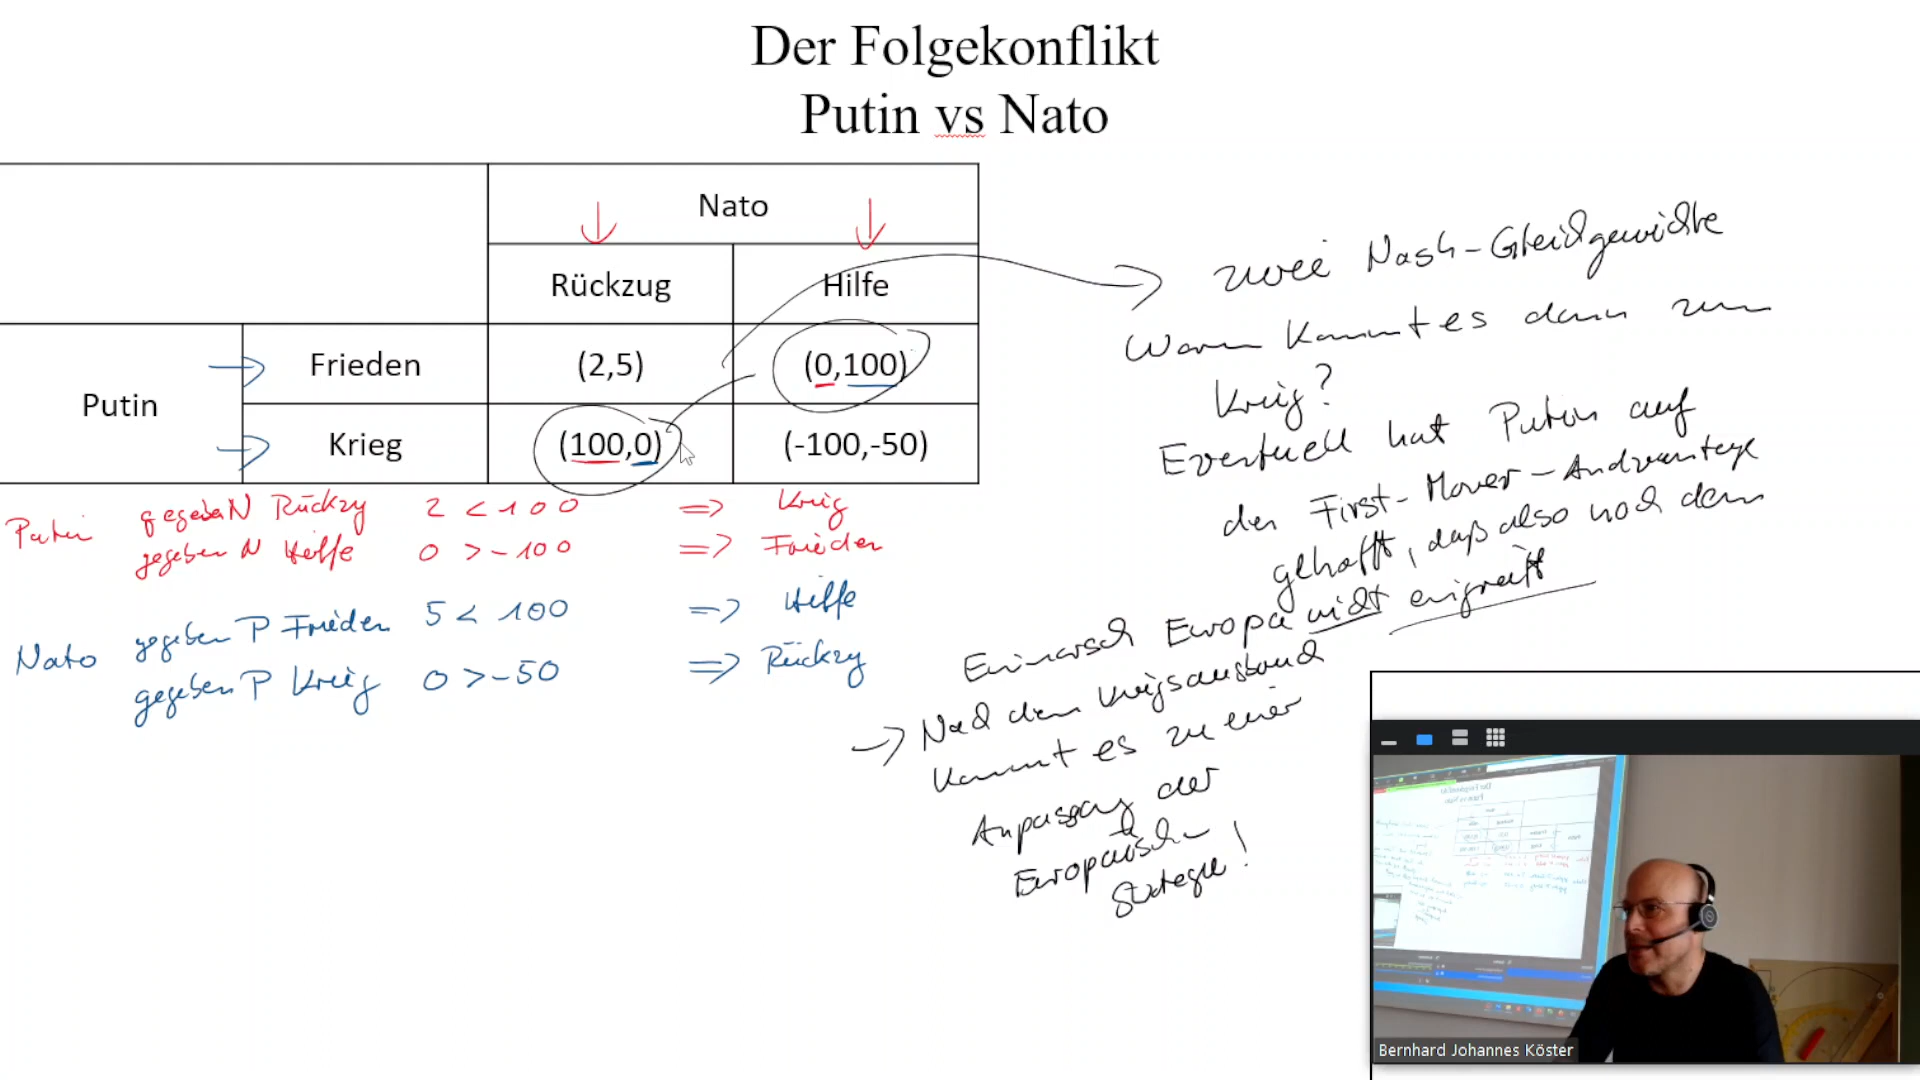 Der Folgekonflikt
Putin vs Nato
Nato
Rückzug Hilfe
Putin
Frieden (2,5) (0,100)
Krieg (100,0) (-100,-50)
Putin gegeben N Rückzug 2 < 100 => Krieg
gegeben N Hilfe 0 > -100 => Frieden
Nato gegeben P Frieden 5 < 100 => Hilfe
gegeben P Krieg 0 > -50 => Rückzug
zwei Nash-Gleichgewichte
Warum kommt es dann zum
Krieg?
Eventuell hat Putin auf
den First-Mover-Andvantage
gehofft, daß also nach dem
Einmarsch Europa nicht eingreift
-> Nach dem Kriegsausbruch
kommt es zu einer
Anpassung der
Europäischen
Strategie!
Bernhard Johannes Köster